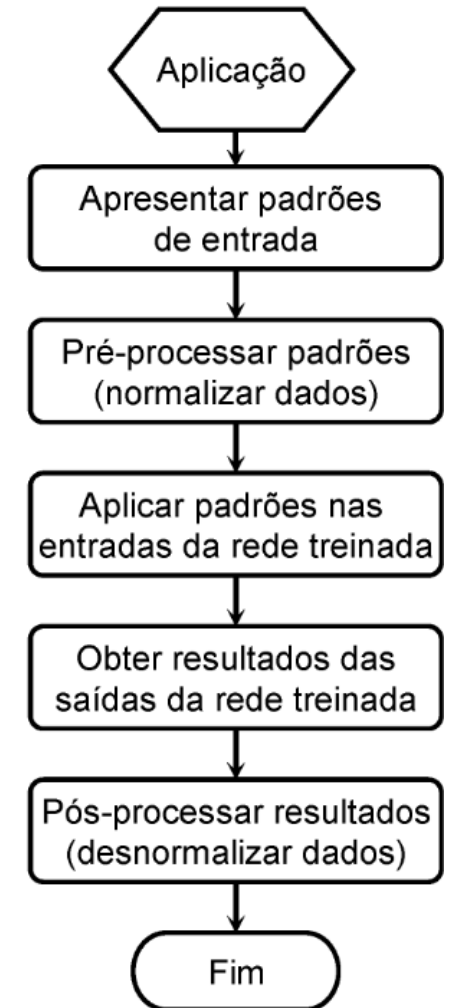 Aplicação
Apresentar padrões
de entrada
Pré-processar padrões
(normalizar dados)
Aplicar padrões nas
entradas da rede treinada
Obter resultados das
saídas da rede treinada
Pós-processar resultados
(desnormalizar dados)
Fim